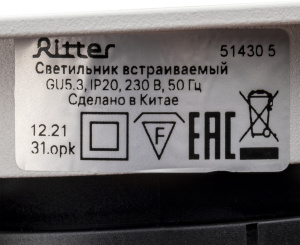 Ritter 51430 5
Светильник встраиваемый
GU5.3, IP20, 230 В, 50 Гц
Сделано в Китае
12.21
31.opk F EAC